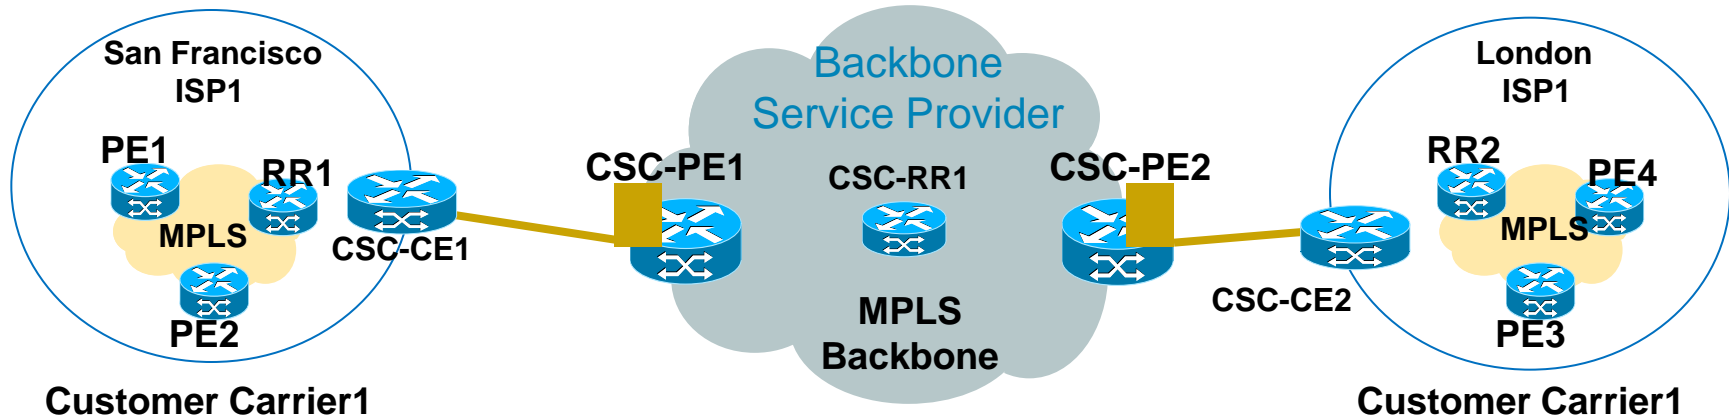 San Francisco
ISP1
PE1
RR1
MPLS
PE2
CSC-CE1
Customer Carrier1
Backbone
Service Provider
CSC-PE1
CSC-RR1
CSC-PE2
MPLS
Backbone
London
ISP1
RR2
PE4
MPLS
CSC-CE2
PE3
Customer Carrier1